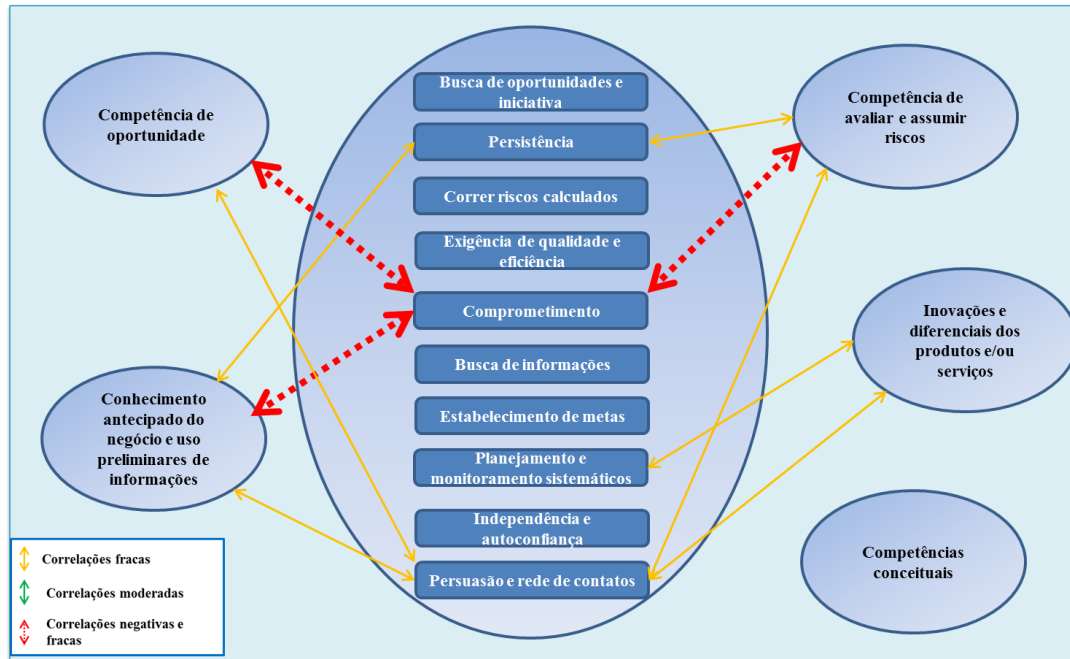 Competência de
oportunidade
Conhecimento
antecipado do
negócio e uso
preliminares de
informações
Busca de oportunidades e
iniciativa
Persistência
Correr riscos calculados
Exigência de qualidade e
eficiência
Comprometimento
Busca de informações
Estabelecimento de metas
Planejamento e
monitoramento sistemáticos
Independência e
autoconfiança
Persuasão e rede de contatos
Competência de
avaliar e assumir
riscos
Inovações e
diferenciais dos
produtos e/ou
serviços
Competências
conceituais
Correlações fracas
Correlações moderadas
Correlações negativas e
fracas